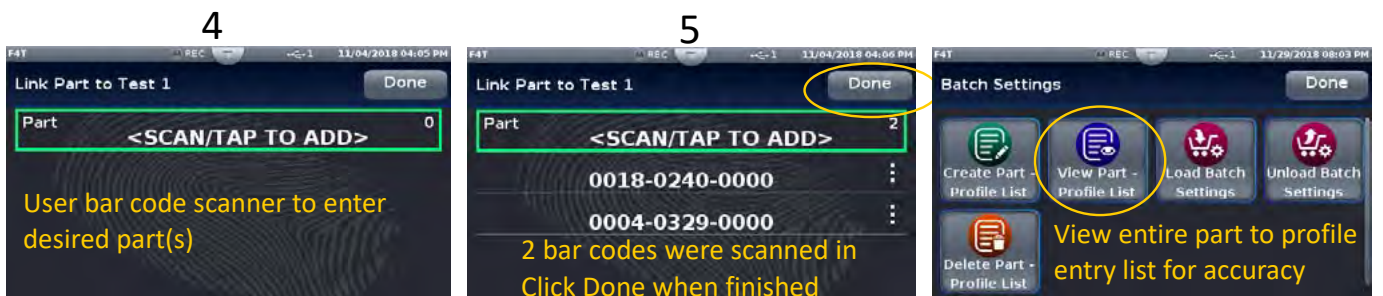 4
F4T REC 1 11/04/2018 04:05 PM
Link Part to Test 1 Done
Part 0
<SCAN/TAP TO ADD>
User bar code scanner to enter
desired part(s)
5
F4T REC 1 11/04/2018 04:06 PM
Link Part to Test 1 Done
Part 2
<SCAN/TAP TO ADD>
0018-0240-0000
0004-0329-0000
2 bar codes were scanned in
Click Done when finished
F4T REC 1 11/29/2018 08:03 PM
Batch Settings Done
Create Part -
Profile List
View Part -
Profile List
Load Batch
Settings
Unload Batch
Settings
Delete Part -
Profile List
View entire part to profile
entry list for accuracy